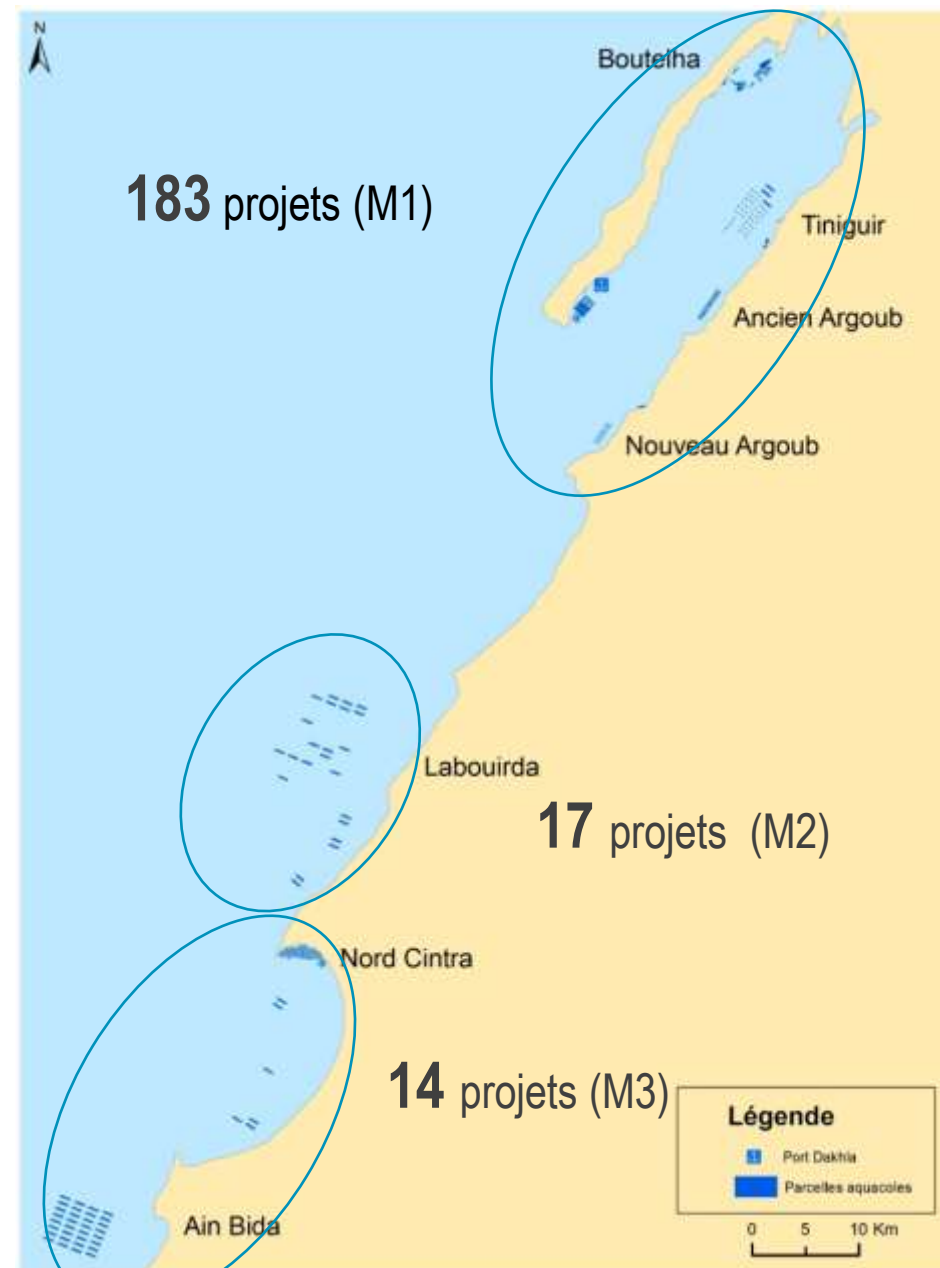 N
Boutelha
183 projets (M1)
Tiniguir
Ancien Argoub
Nouveau Argoub
Labouirda
17 projets (M2)
Nord Cintra
14 projets (M3)
Légende
Port Dakhla
Parcelles aquacoles
0 5 10 Km
Ain Bida